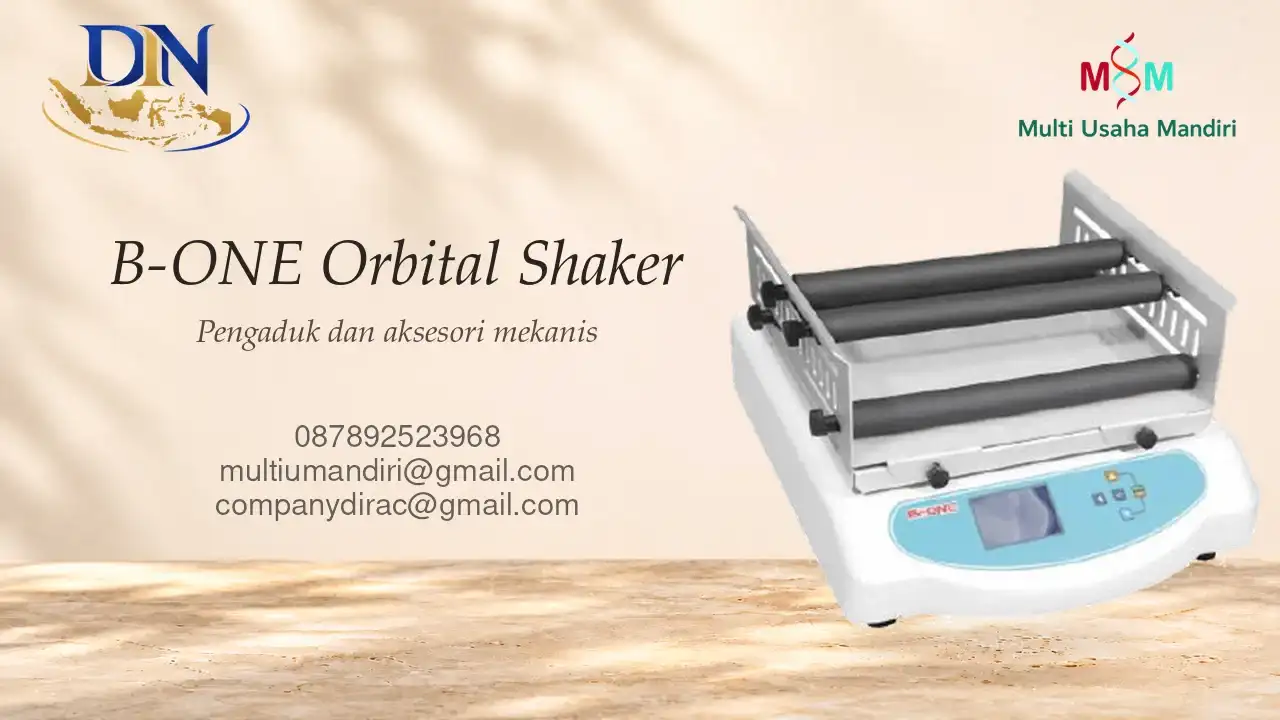 DN
M M
Multi Usaha Mandiri
B-ONE Orbital Shaker
Pengaduk dan aksesori mekanis
087892523968
multiumandiri@gmail.com
companydirac@gmail.com
B-ONE